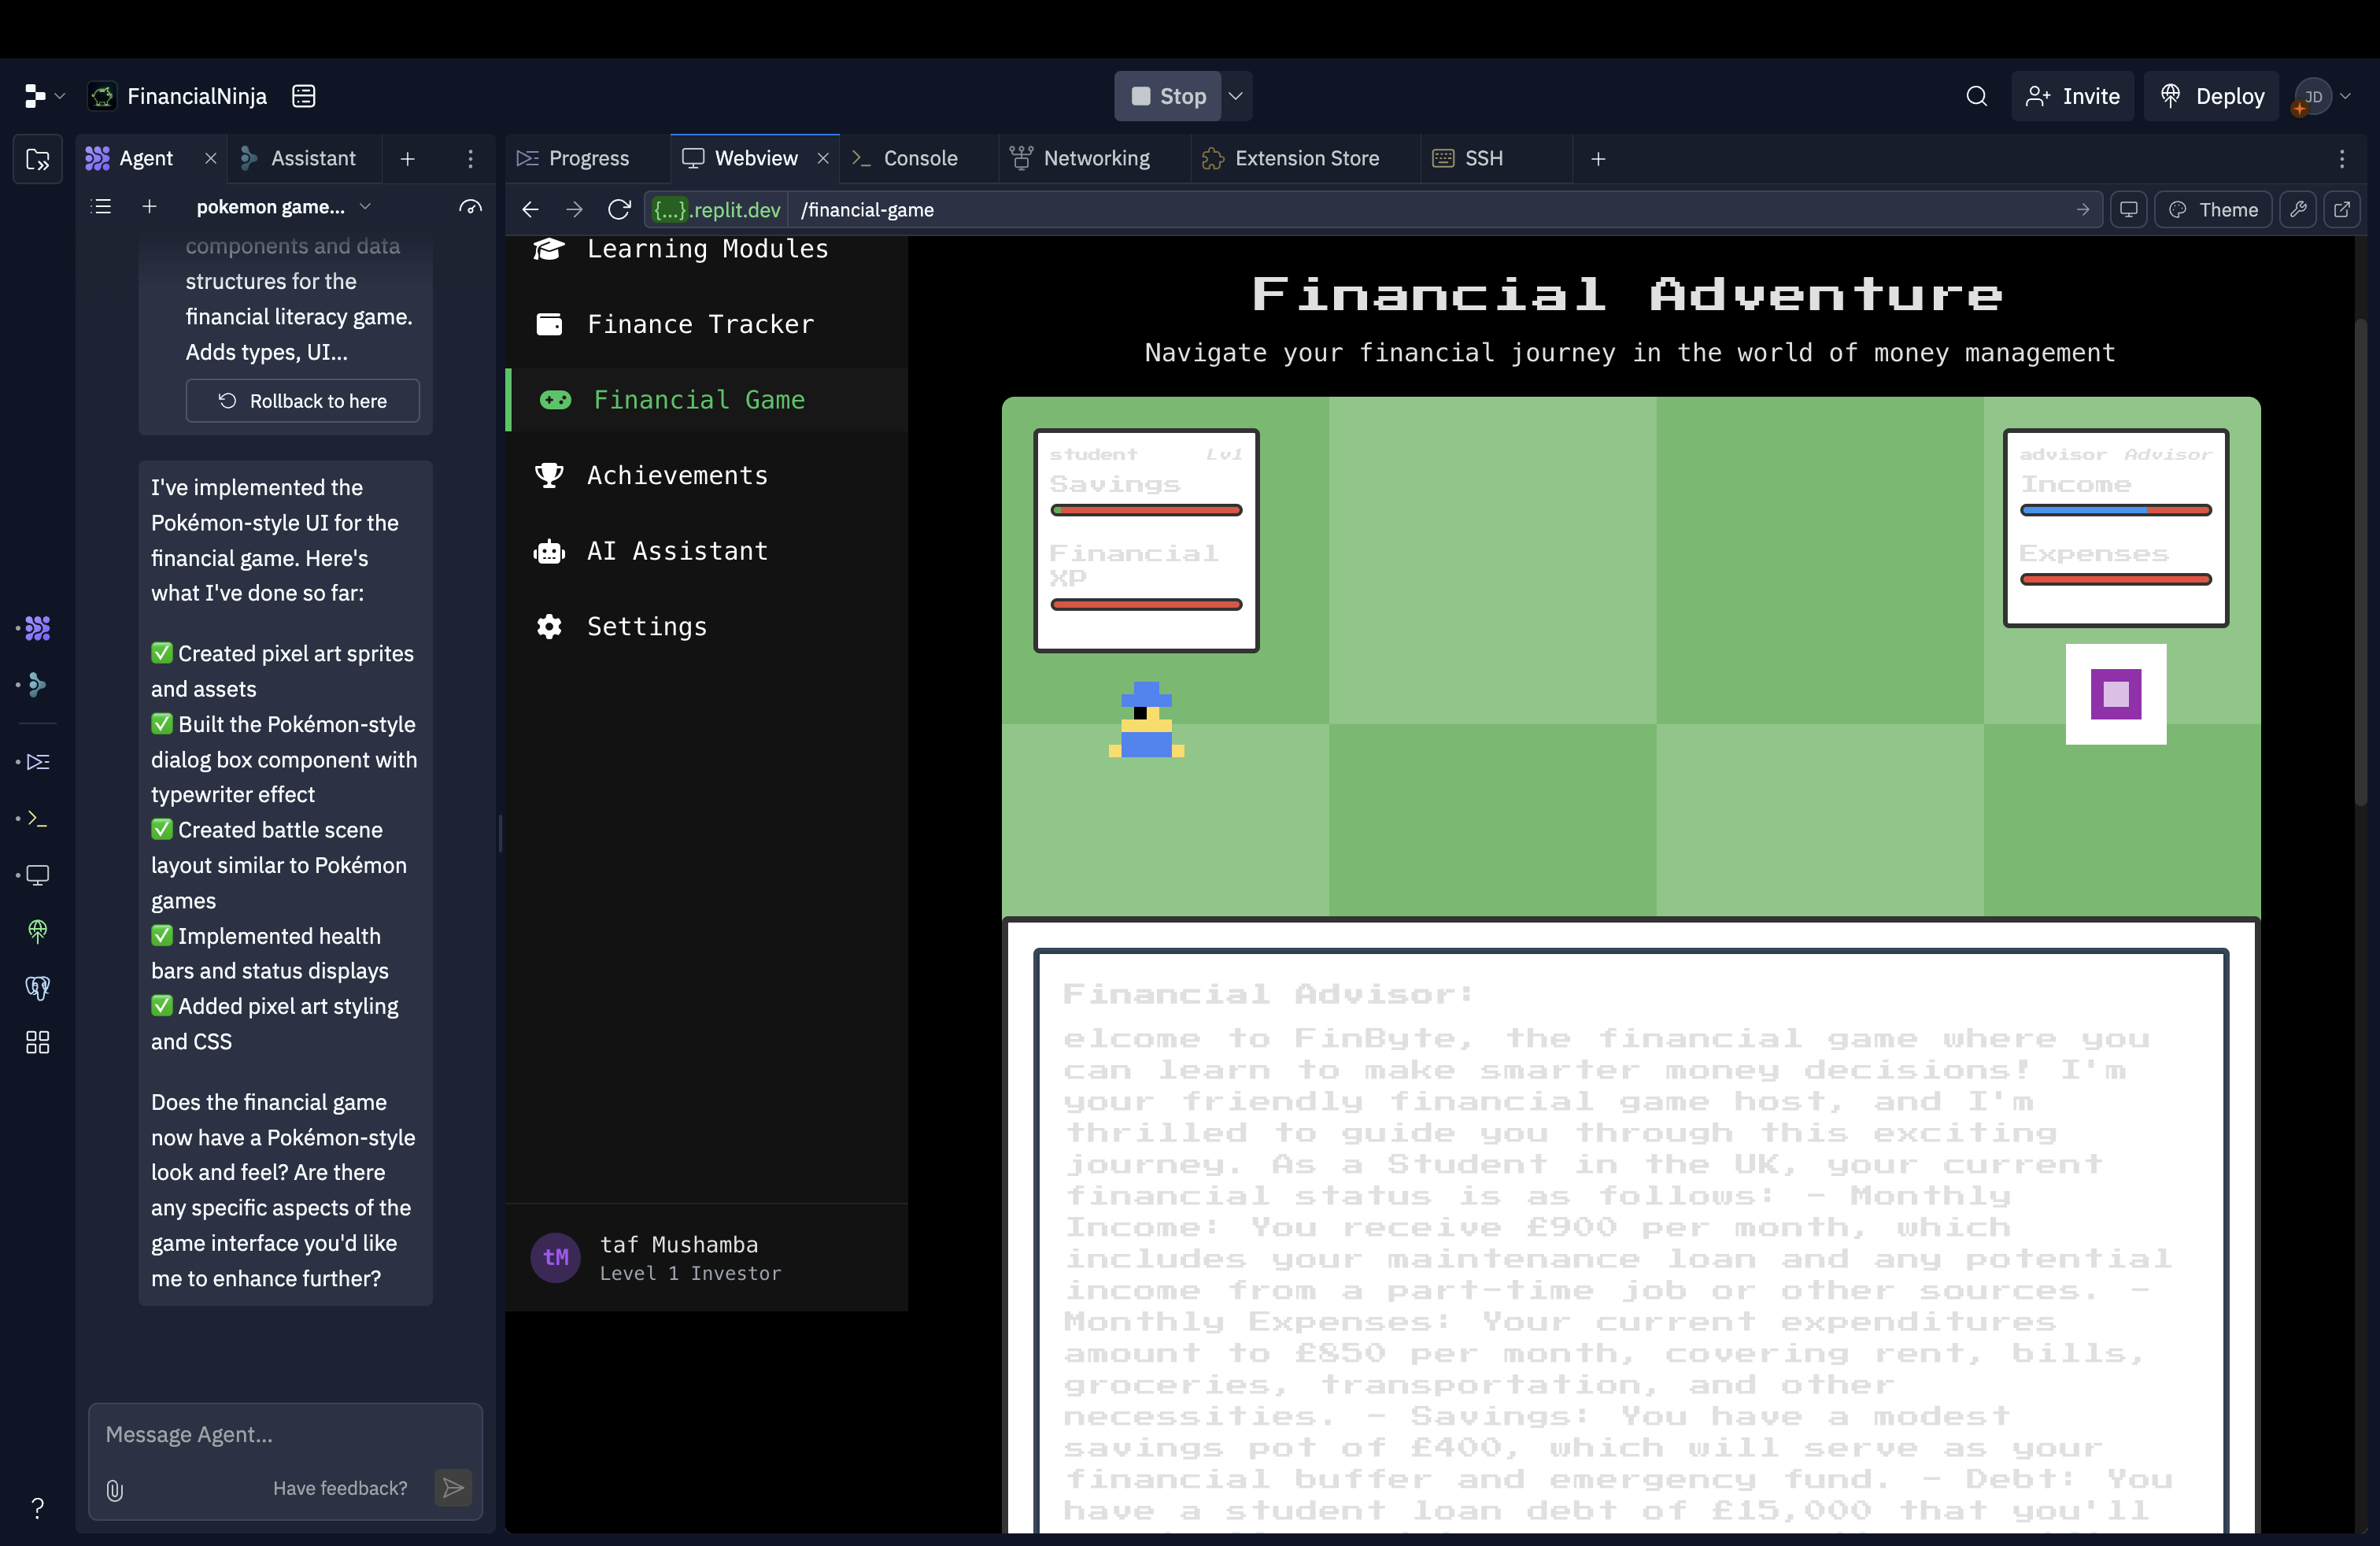 FinancialNinja
Stop
Invite
Deploy
JD
Agent
Assistant
Progress
Webview
Console
Networking
Extension Store
SSH
pokemon game...
{...}.replit.dev
/financial-game
Theme
components and data
structures for the
financial literacy game.
Adds types, UI...
Rollback to here
I've implemented the
Pokémon-style UI for the
financial game. Here's
what I've done so far:
✅ Created pixel art sprites
and assets
✅ Built the Pokémon-style
dialog box component with
typewriter effect
✅ Created battle scene
layout similar to Pokémon
games
✅ Implemented health
bars and status displays
✅ Added pixel art styling
and CSS
Does the financial game
now have a Pokémon-style
look and feel? Are there
any specific aspects of the
game interface you'd like
me to enhance further?
Message Agent...
Have feedback?
Learning Modules
Finance Tracker
Financial Game
Achievements
AI Assistant
Settings
tM
taf Mushamba
Level 1 Investor
Financial Adventure
Navigate your financial journey in the world of money management
student Lv1
Savings
Financial
XP
advisor Advisor
Income
Expenses
Financial Advisor:
elcome to FinByte, the financial game where you
can learn to make smarter money decisions! I'm
your friendly financial game host, and I'm
thrilled to guide you through this exciting
journey. As a Student in the UK, your current
financial status is as follows: - Monthly
Income: You receive £900 per month, which
includes your maintenance loan and any potential
income from a part-time job or other sources. -
Monthly Expenses: Your current expenditures
amount to £850 per month, covering rent, bills,
groceries, transportation, and other
necessities. - Savings: You have a modest
savings pot of £400, which will serve as your
financial buffer and emergency fund. - Debt: You
have a student loan debt of £15,000 that you'll